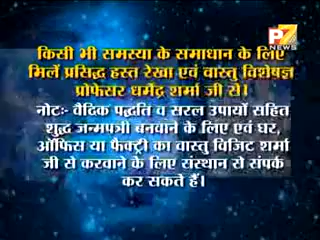 P7
NEWS
किसी भी समस्या के समाधान के लिए
मिलें प्रसिद्ध हस्त रेखा एवं वास्तु विशेषज्ञ
प्रोफेसर धर्मेंद्र शर्मा जी से।
नोटः- वैदिक पद्धति व सरल उपायों सहित
शुद्ध जन्मपत्री बनवाने के लिए एवं घर,
ऑफिस या फैक्ट्री का वास्तु विजिट शर्मा
जी से करवाने के लिए संस्थान से संपर्क
कर सकते हैं।